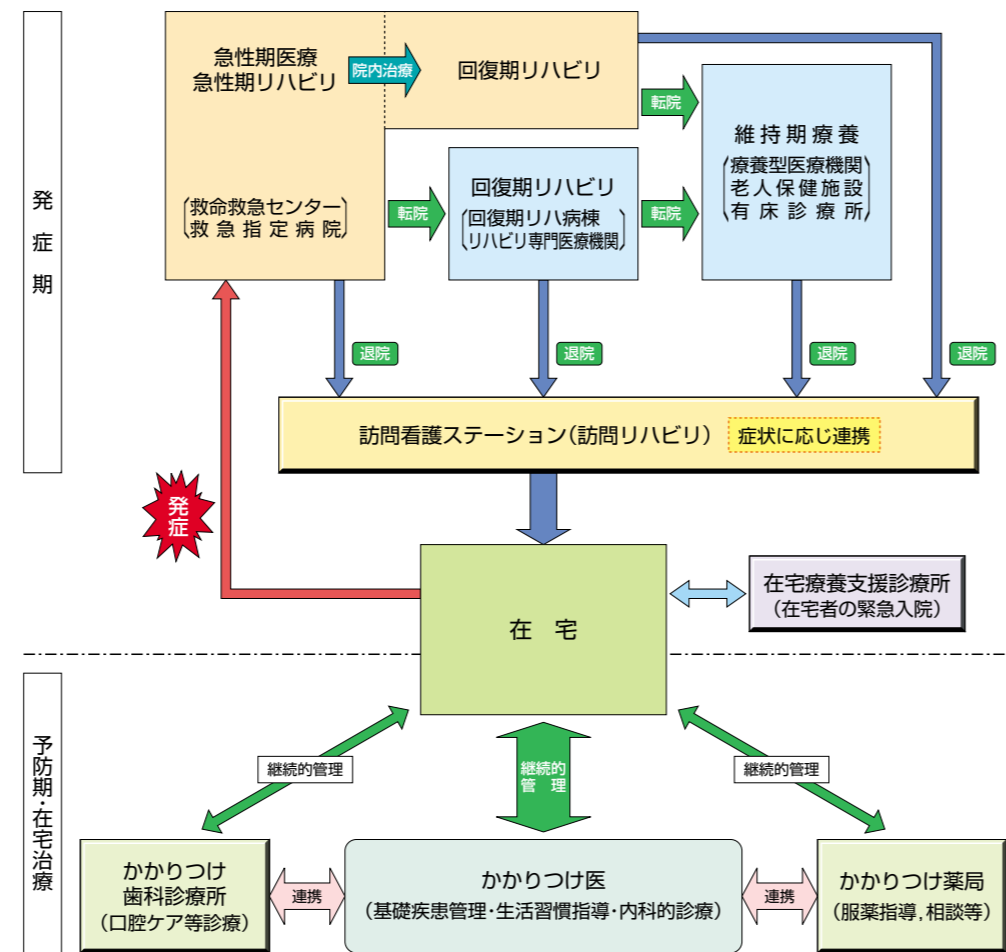 発症期
急性期医療
急性期リハビリ
院内治療
回復期リハビリ
転院
維持期療養
療養型医療機関
老人保健施設
有床診療所
救命救急センター
救急指定病院
転院
回復期リハビリ
回復期リハ病棟
リハビリ専門医療機関
転院
退院
退院
退院
退院
訪問看護ステーション(訪問リハビリ)
症状に応じ連携
発症
在宅
在宅療養支援診療所
(在宅者の緊急入院)
予防期・在宅治療
継続的管理
継続的
管理
継続的管理
かかりつけ
歯科診療所
(口腔ケア等診療)
連携
かかりつけ医
(基礎疾患管理・生活習慣指導・内科的診療)
連携
かかりつけ薬局
(服薬指導,相談等)